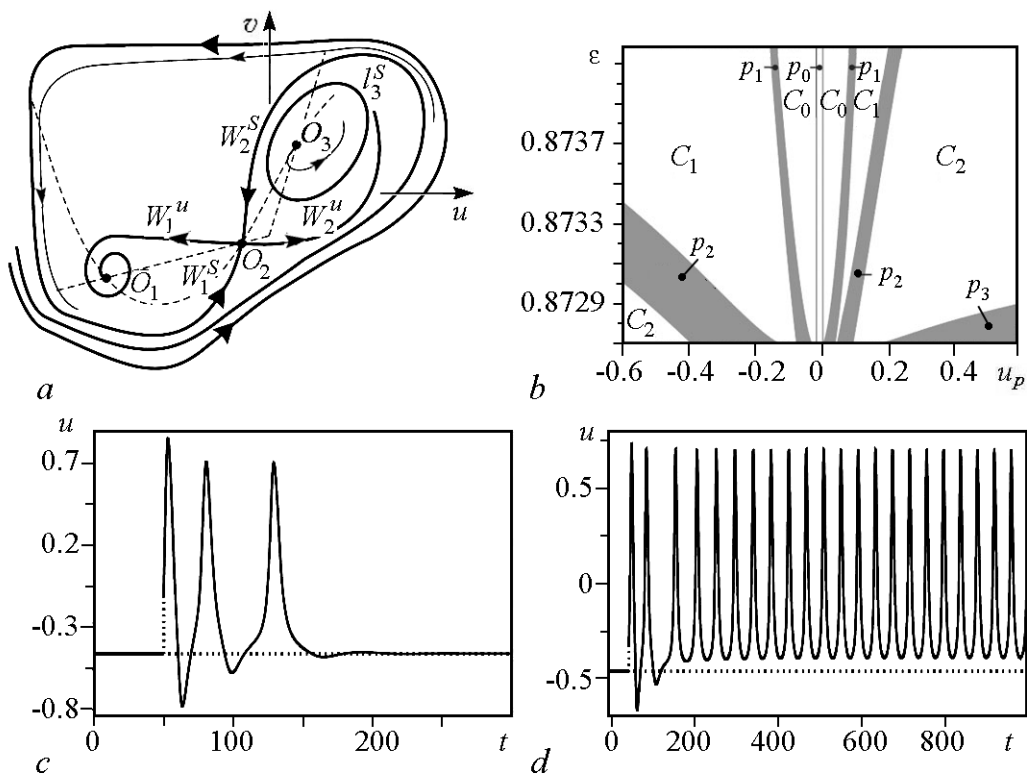 v
l₃ˢ
W₂ˢ
O₃
u
W₁ᵘ
W₂ᵘ
O₂
W₁ˢ
O₁
a
ε
p₁ p₀ p₁
C₀ C₀ C₁
0.8737
C₁ C₂
0.8733
p₂ p₂
0.8729
p₃
C₂
-0.6 -0.4 -0.2 0 0.2 0.4 uₚ
b
u
0.7
0.2
-0.3
-0.8
0 100 200 t
c
u
0.5
0
-0.5
0 200 400 600 800 t
d